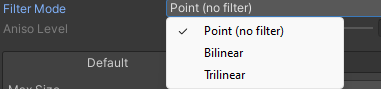 Filter Mode Point (no filter)
Aniso Level
✓ Point (no filter)
Bilinear
Trilinear
Default
Max Size